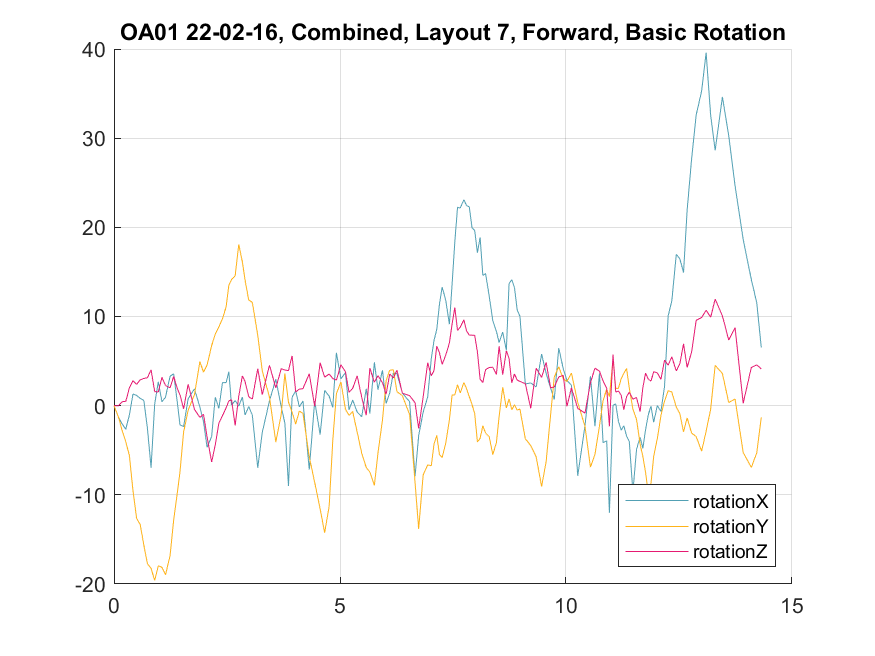 OA01 22-02-16, Combined, Layout 7, Forward, Basic Rotation
40
30
20
10
0
-10
-20
0 5 10 15
rotationX
rotationY
rotationZ